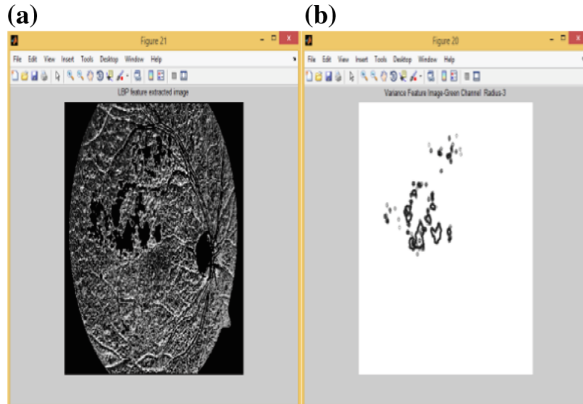 (a)
(b)
Figure 21
File Edit View Insert Tools Desktop Window Help
LBP feature extracted image
Figure 20
File Edit View Insert Tools Desktop Window Help
Variance Feature Image-Green Channel Radius-3